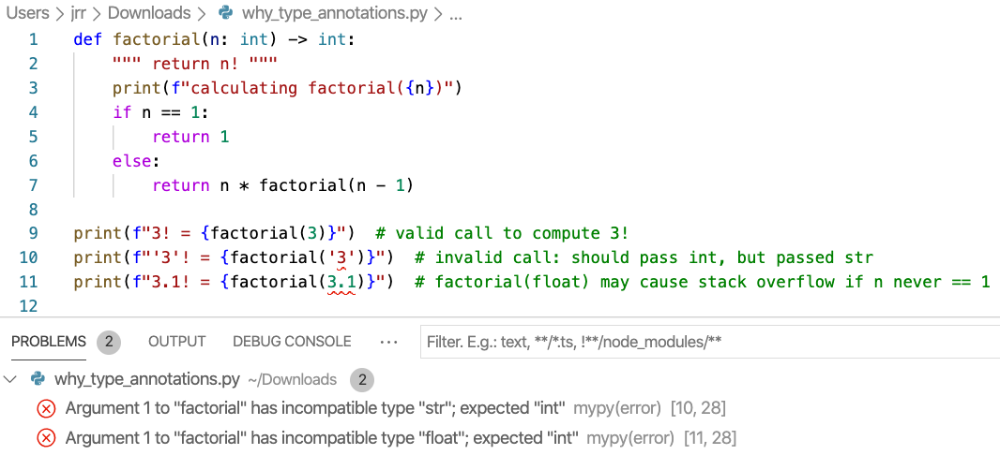 Users > jrr > Downloads > why_type_annotations.py > ...
1 def factorial(n: int) -> int:
2 """ return n! """
3 print(f"calculating factorial({n})")
4 if n == 1:
5 return 1
6 else:
7 return n * factorial(n - 1)
8
9 print(f"3! = {factorial(3)}") # valid call to compute 3!
10 print(f"'3'! = {factorial('3')}") # invalid call: should pass int, but passed str
11 print(f"3.1! = {factorial(3.1)}") # factorial(float) may cause stack overflow if n never == 1
12
PROBLEMS 2 OUTPUT DEBUG CONSOLE ... Filter. E.g.: text, **/*.ts, !**/node_modules/**
why_type_annotations.py ~/Downloads 2
Argument 1 to "factorial" has incompatible type "str"; expected "int" mypy(error) [10, 28]
Argument 1 to "factorial" has incompatible type "float"; expected "int" mypy(error) [11, 28]